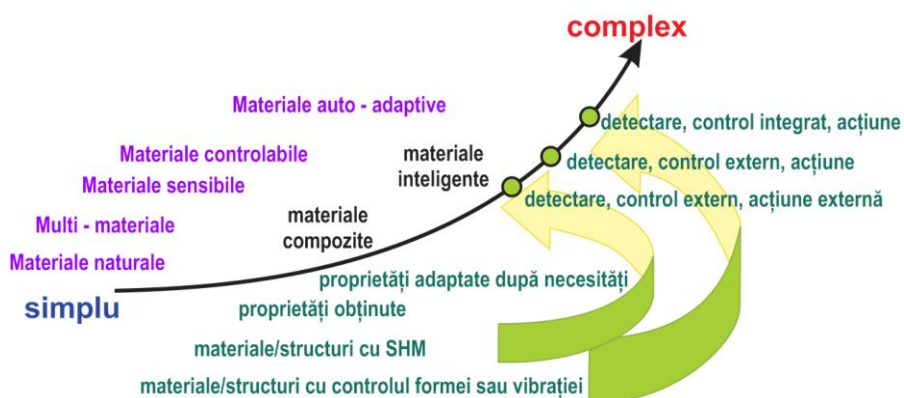 complex
Materiale auto - adaptive
detectare, control integrat, acțiune
Materiale controlabile
materiale
inteligente
detectare, control extern, acțiune
Materiale sensibile
detectare, control extern, acțiune externă
Multi - materiale
materiale
compozite
Materiale naturale
proprietăți adaptate după necesități
simplu
proprietăți obținute
materiale/structuri cu SHM
materiale/structuri cu controlul formei sau vibrației